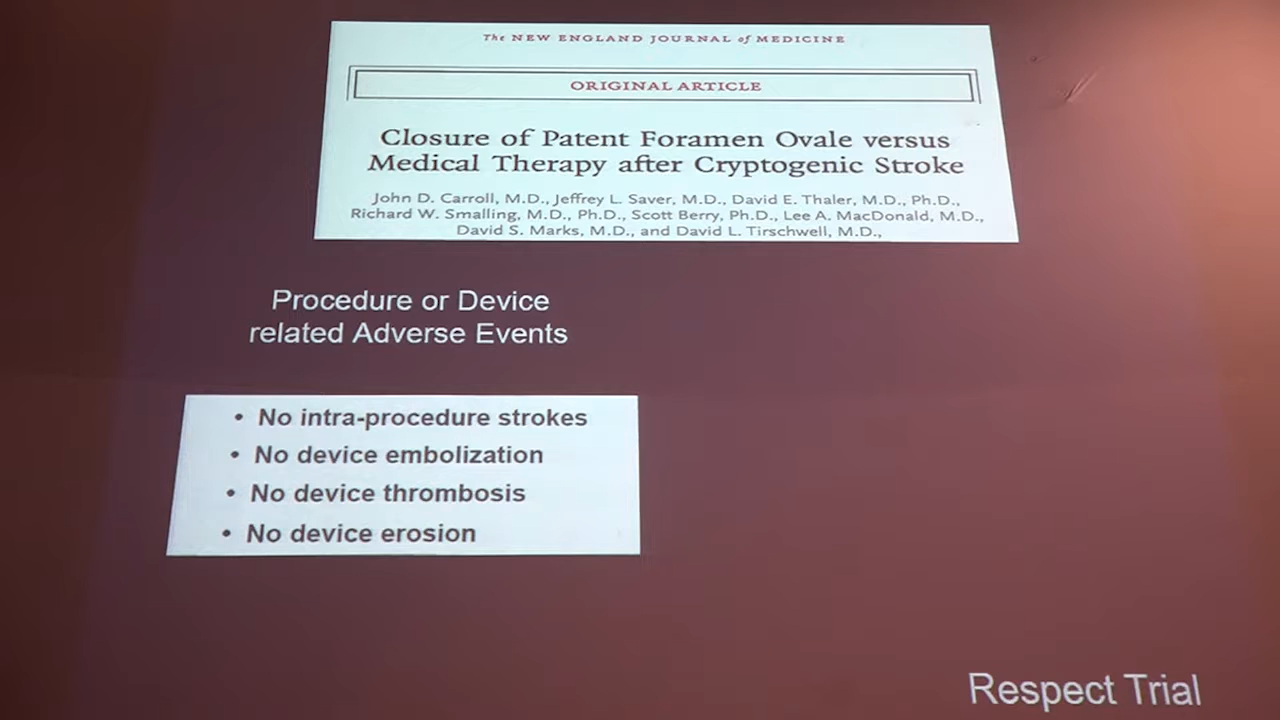 The NEW ENGLAND JOURNAL of MEDICINE
ORIGINAL ARTICLE
Closure of Patent Foramen Ovale versus
Medical Therapy after Cryptogenic Stroke
John D. Carroll, M.D., Jeffrey L. Saver, M.D., David E. Thaler, M.D., Ph.D.,
Richard W. Smalling, M.D., Ph.D., Scott Berry, Ph.D., Lee A. MacDonald, M.D.,
David S. Marks, M.D., and David L. Tirschwell, M.D.,
Procedure or Device
related Adverse Events
• No intra-procedure strokes
• No device embolization
• No device thrombosis
• No device erosion
Respect Trial